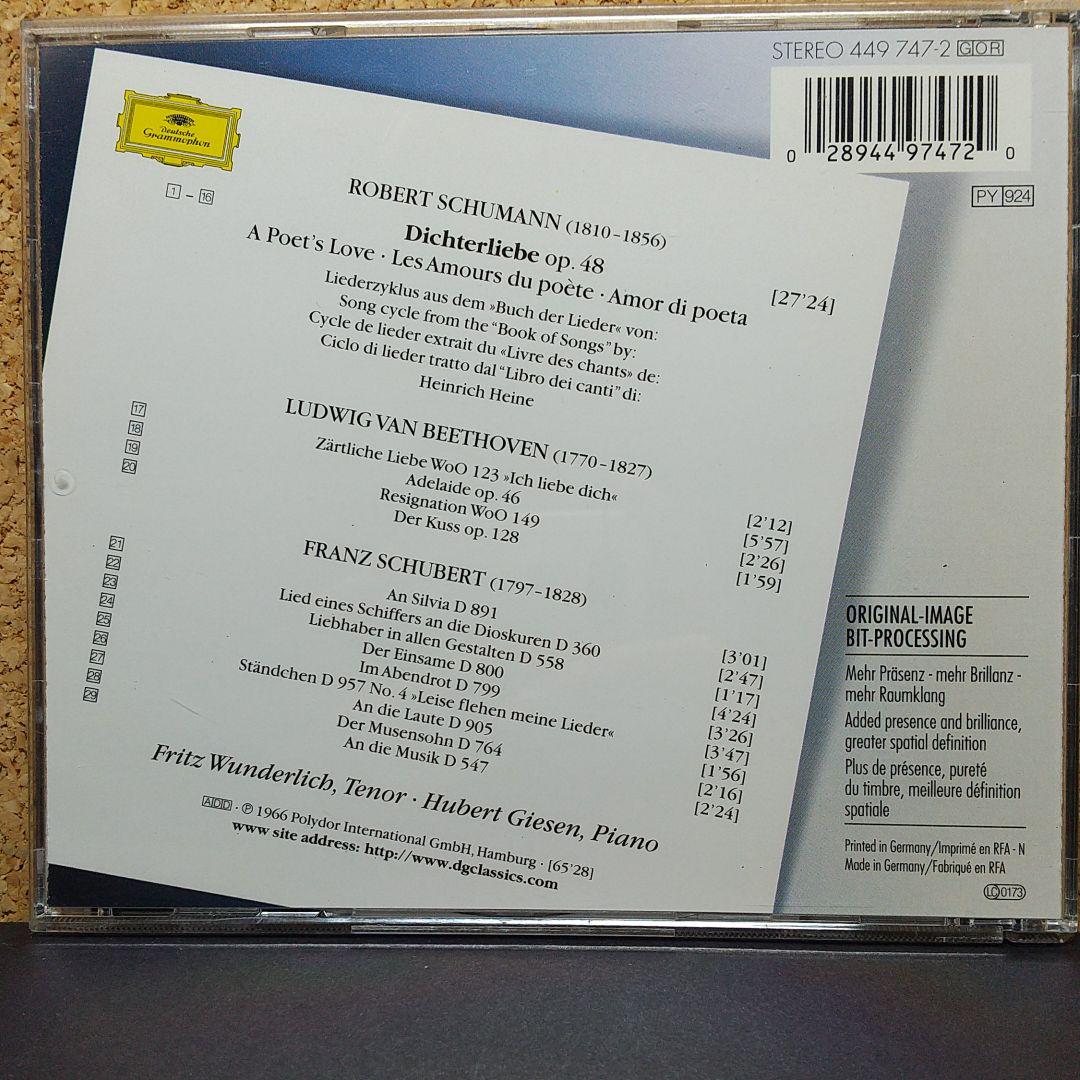 STEREO 449 747-2 GOR
0 28944 97472 0
PY 924
Deutsche
Grammophon
1 – 16
ROBERT SCHUMANN (1810–1856)
Dichterliebe op. 48
A Poet's Love · Les Amours du poète · Amor di poeta [27'24]
Liederzyklus aus dem »Buch der Lieder« von:
Song cycle from the “Book of Songs” by:
Cycle de lieder extrait du «Livre des chants» de:
Ciclo di lieder tratto dal “Libro dei canti” di:
Heinrich Heine
LUDWIG VAN BEETHOVEN (1770–1827)
17 Zärtliche Liebe WoO 123 »Ich liebe dich« [2'12]
18 Adelaide op. 46 [5'57]
19 Resignation WoO 149 [2'26]
20 Der Kuss op. 128 [1'59]
FRANZ SCHUBERT (1797–1828)
21 An Silvia D 891 [3'01]
22 Lied eines Schiffers an die Dioskuren D 360 [2'47]
23 Liebhaber in allen Gestalten D 558 [1'17]
24 Der Einsame D 800 [4'24]
25 Im Abendrot D 799 [3'26]
26 Ständchen D 957 No. 4 »Leise flehen meine Lieder« [3'47]
27 An die Laute D 905 [1'56]
28 Der Musensohn D 764 [2'16]
29 An die Musik D 547 [2'24]
Fritz Wunderlich, Tenor · Hubert Giesen, Piano
ADD · ℗ 1966 Polydor International GmbH, Hamburg · [65'28]
www site address: http://www.dgclassics.com
ORIGINAL-IMAGE
BIT-PROCESSING
Mehr Präsenz - mehr Brillanz -
mehr Raumklang
Added presence and brilliance,
greater spatial definition
Plus de présence, pureté
du timbre, meilleure définition
spatiale
Printed in Germany/Imprimé en RFA - N
Made in Germany/Fabriqué en RFA
LC 0173